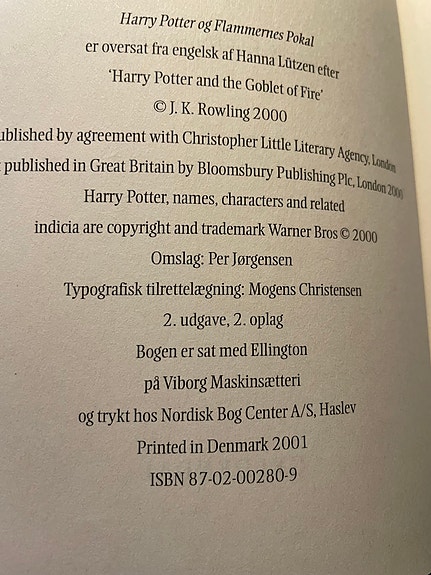 Harry Potter og Flammernes Pokal
er oversat fra engelsk af Hanna Lützen efter
'Harry Potter and the Goblet of Fire'
© J. K. Rowling 2000
ublished by agreement with Christopher Little Literary Agency, London
published in Great Britain by Bloomsbury Publishing Plc, London 2000
Harry Potter, names, characters and related
indicia are copyright and trademark Warner Bros © 2000
Omslag: Per Jørgensen
Typografisk tilrettelægning: Mogens Christensen
2. udgave, 2. oplag
Bogen er sat med Ellington
på Viborg Maskinsætteri
og trykt hos Nordisk Bog Center A/S, Haslev
Printed in Denmark 2001
ISBN 87-02-00280-9